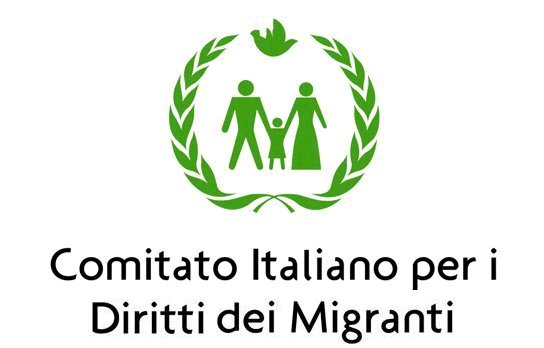 Comitato Italiano per i
Diritti dei Migranti